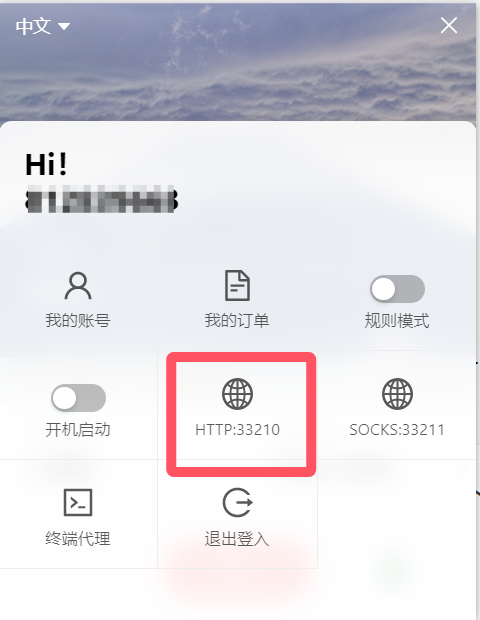 中文
Hi!
我的账号
我的订单
规则模式
开机启动
HTTP:33210
SOCKS:33211
终端代理
退出登入